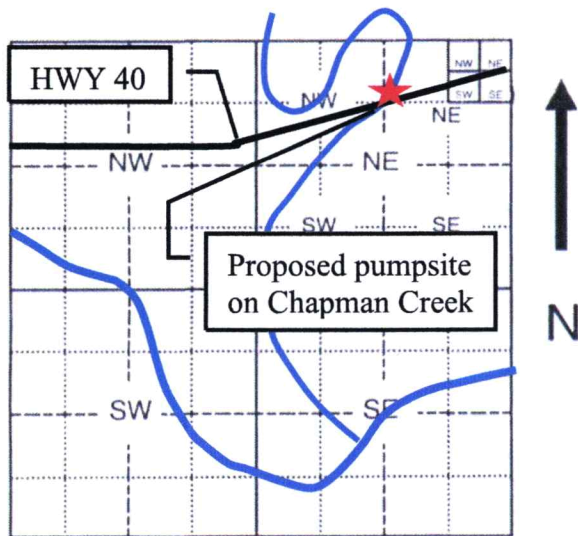 NW NE
HWY 40
SW SE
NW
NE
NW
NE
SW
SE
Proposed pumpsite
on Chapman Creek
N
SW
SE